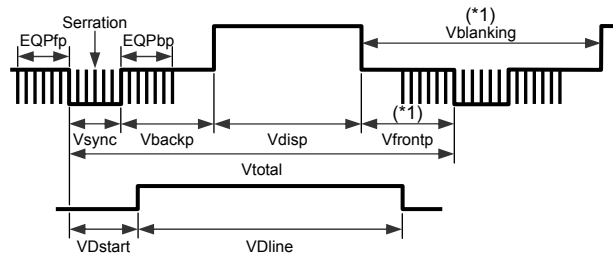 Serration
EQPfp
EQPbp
(*1)
Vblanking
(*1)
Vsync
Vbackp
Vdisp
Vfrontp
Vtotal
VDstart
VDline